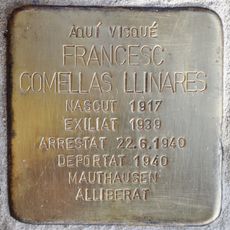 AQUÍ VISQUÉ
FRANCESC
COMELLAS LLINARES
NASCUT 1917
EXILIAT 1939
ARRESTAT 22.6.1940
DEPORTAT 1940
MAUTHAUSEN
ALLIBERAT